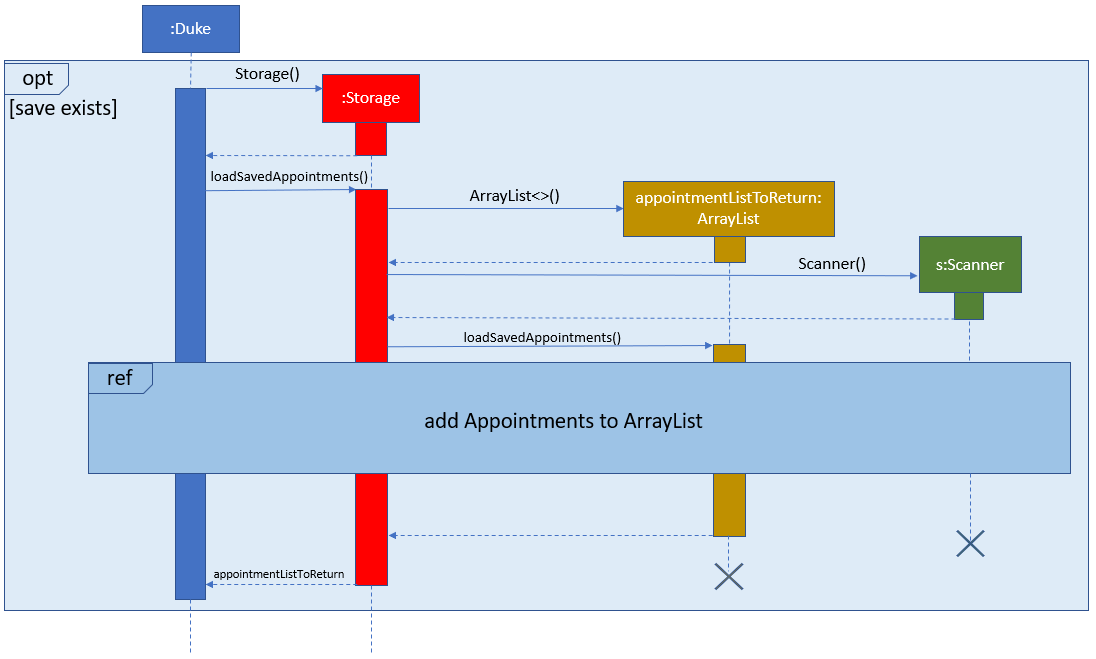 :Duke
opt
[save exists]
Storage()
:Storage
loadSavedAppointments()
ArrayList<>()
appointmentListToReturn:
ArrayList
Scanner()
s:Scanner
loadSavedAppointments()
ref
add Appointments to ArrayList
appointmentListToReturn